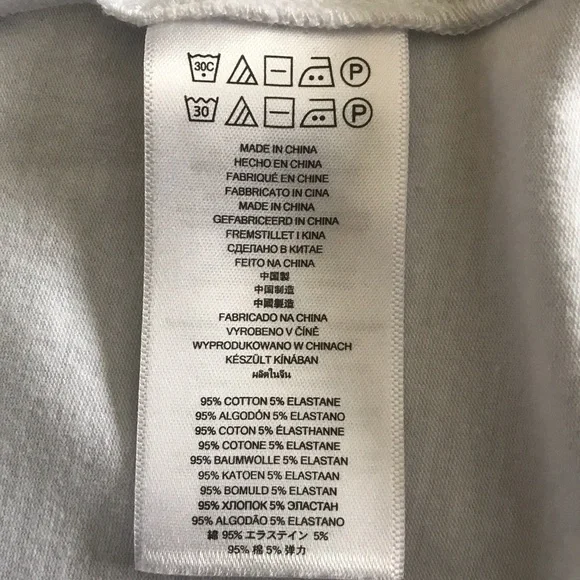 30C P
30 P
MADE IN CHINA
HECHO EN CHINA
FABRIQUÉ EN CHINE
FABBRICATO IN CINA
MADE IN CHINA
GEFABRICEERD IN CHINA
FREMSTILLET I KINA
СДЕЛАНО В КИТАЕ
FEITO NA CHINA
中国製
中国制造
中國製造
FABRICADO NA CHINA
VYROBENO V ČÍNĚ
WYPRODUKOWANO W CHINACH
KÉSZÜLT KÍNÁBAN
ผลิตในจีน
95% COTTON 5% ELASTANE
95% ALGODÓN 5% ELASTANO
95% COTON 5% ÉLASTHANNE
95% COTONE 5% ELASTANE
95% BAUMWOLLE 5% ELASTAN
95% KATOEN 5% ELASTAAN
95% BOMULD 5% ELASTAN
95% ХЛОПОК 5% ЭЛАСТАН
95% ALGODÃO 5% ELASTANO
綿 95% エラステイン 5%
95% 棉 5% 弹力